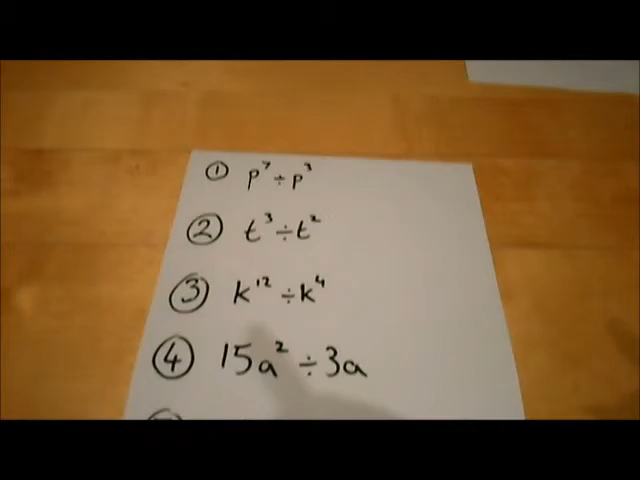 ① p⁷ ÷ p³
② t³ ÷ t²
③ k¹² ÷ k⁴
④ 15a² ÷ 3a